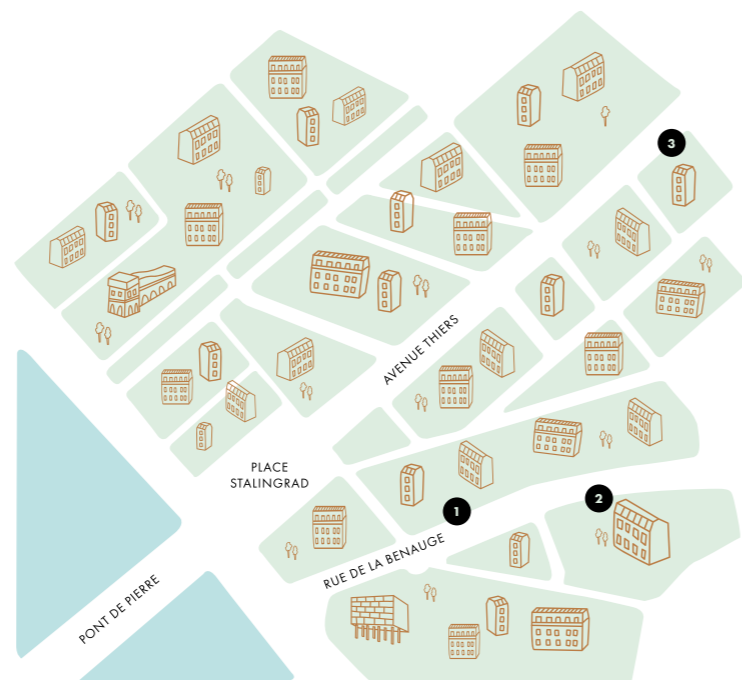 3
AVENUE THIERS
PLACE
STALINGRAD
2
1
RUE DE LA BENAUGE
PONT DE PIERRE